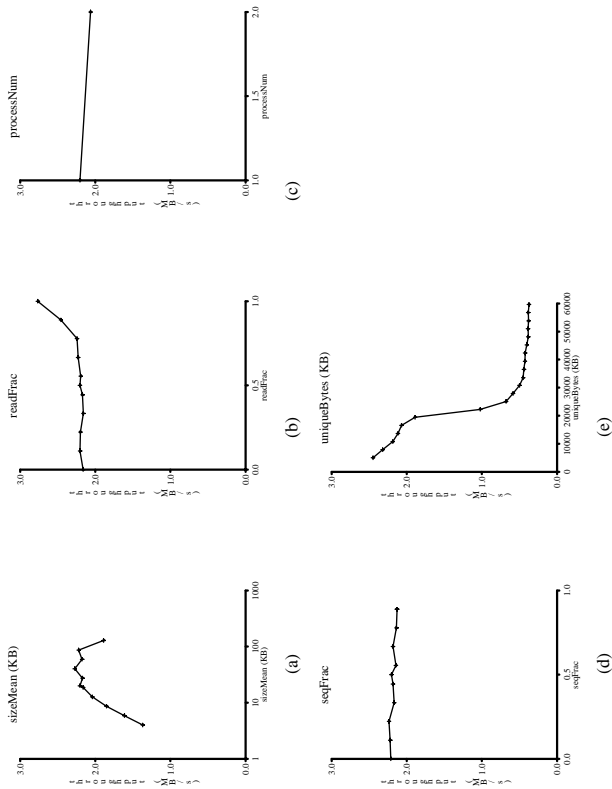 sizeMean (KB)
throughput (MB/s)
3.0
2.0
1.0
0.0
1
10
100
1000
sizeMean (KB)
(a)
readFrac
throughput (MB/s)
3.0
2.0
1.0
0.0
0.0
0.5
1.0
readFrac
(b)
processNum
throughput (MB/s)
3.0
2.0
1.0
0.0
1.0
1.5
2.0
processNum
(c)
seqFrac
throughput (MB/s)
3.0
2.0
1.0
0.0
0.0
0.5
1.0
seqFrac
(d)
uniqueBytes (KB)
throughput (MB/s)
3.0
2.0
1.0
0.0
0
10000
20000
30000
40000
50000
60000
uniqueBytes (KB)
(e)